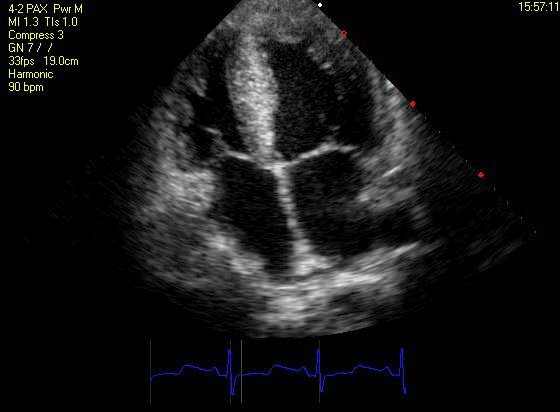 4-2 PAX Pwr M
15:57:11
MI 1.3 TIs 1.0
Compress 3
GN 7 / /
33fps 19.0cm
Harmonic
90 bpm